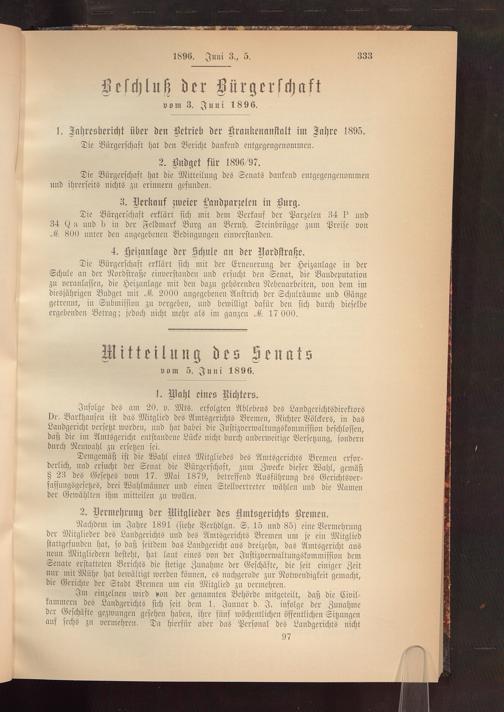 1896. Juni 3., 5. 333
Beschluß der Bürgerschaft
vom 3. Juni 1896.
1. Jahresbericht über den Betrieb der Krankenanstalt im Jahre 1895.
Die Bürgerschaft hat den Bericht dankend entgegengenommen.
2. Budget für 1896/97.
Die Bürgerschaft hat die Mitteilung des Senats dankend entgegengenommen
und ihrerseits nichts zu erinnern gefunden.
3. Verkauf zweier Landparzelen in Burg.
Die Bürgerschaft erklärt sich mit dem Verkauf der Parzelen 34 P und
34 Q a und b in der Feldmark Burg an Bernh. Steinbrügge zum Preise von
M. 800 unter den angegebenen Bedingungen einverstanden.
4. Heizanlage der Schule an der Nordstraße.
Die Bürgerschaft erklärt sich mit der Erneuerung der Heizanlage in der
Schule an der Nordstraße einverstanden und ersucht den Senat, die Baudeputation
zu veranlassen, die Heizanlage mit den dazu gehörenden Nebenarbeiten, von dem im
diesjährigen Budget mit M. 2000 angegebenen Anstrich der Schulräume und Gänge
getrennt, in Submission zu vergeben, und bewilligt dafür den sich durch dieselbe
ergebenden Betrag; jedoch nicht mehr als im ganzen M. 17 000.
Mitteilung des Senats
vom 5. Juni 1896.
1. Wahl eines Richters.
Infolge des am 20. v. Mts. erfolgten Ablebens des Landgerichtsdirektors
Dr. Barkhausen ist das Mitglied des Amtsgerichts Bremen, Richter Völckers, in das
Landgericht versetzt worden, und hat dabei die Justizverwaltungskommission beschlossen,
daß die im Amtsgericht entstandene Lücke nicht durch anderweitige Versetzung, sondern
durch Neuwahl zu ersetzen sei.
Demgemäß ist die Wahl eines Mitgliedes des Amtsgerichts Bremen erfor-
derlich, und ersucht der Senat die Bürgerschaft, zum Zwecke dieser Wahl, gemäß
§ 23 des Gesetzes vom 17. Mai 1879, betreffend Ausführung des Gerichtsver-
fassungsgesetzes, drei Wahlmänner und einen Stellvertreter wählen und die Namen
der Gewählten ihm mitteilen zu wollen.
2. Vermehrung der Mitglieder des Amtsgerichts Bremen.
Nachdem im Jahre 1891 (siehe Verhdlgn. S. 15 und 85) eine Vermehrung
der Mitglieder des Landgerichts und des Amtsgerichts Bremen um je ein Mitglied
stattgefunden hat, so daß seitdem das Landgericht aus dreizehn, das Amtsgericht aus
neun Mitgliedern besteht, hat laut eines von der Justizverwaltungskommission dem
Senate erstatteten Berichts die stetige Zunahme der Geschäfte, die seit einiger Zeit
nur mit Mühe hat bewältigt werden können, es nachgerade zur Notwendigkeit gemacht,
die Gerichte der Stadt Bremen um ein Mitglied zu vermehren.
Im einzelnen wird von der genannten Behörde mitgeteilt, daß die Civil-
kammern des Landgerichts sich seit dem 1. Januar d. J. infolge der Zunahme
der Geschäfte gezwungen gesehen haben, ihre fünf wöchentlichen öffentlichen Sitzungen
auf sechs zu vermehren. Da hierfür aber das Personal des Landgerichts nicht
97